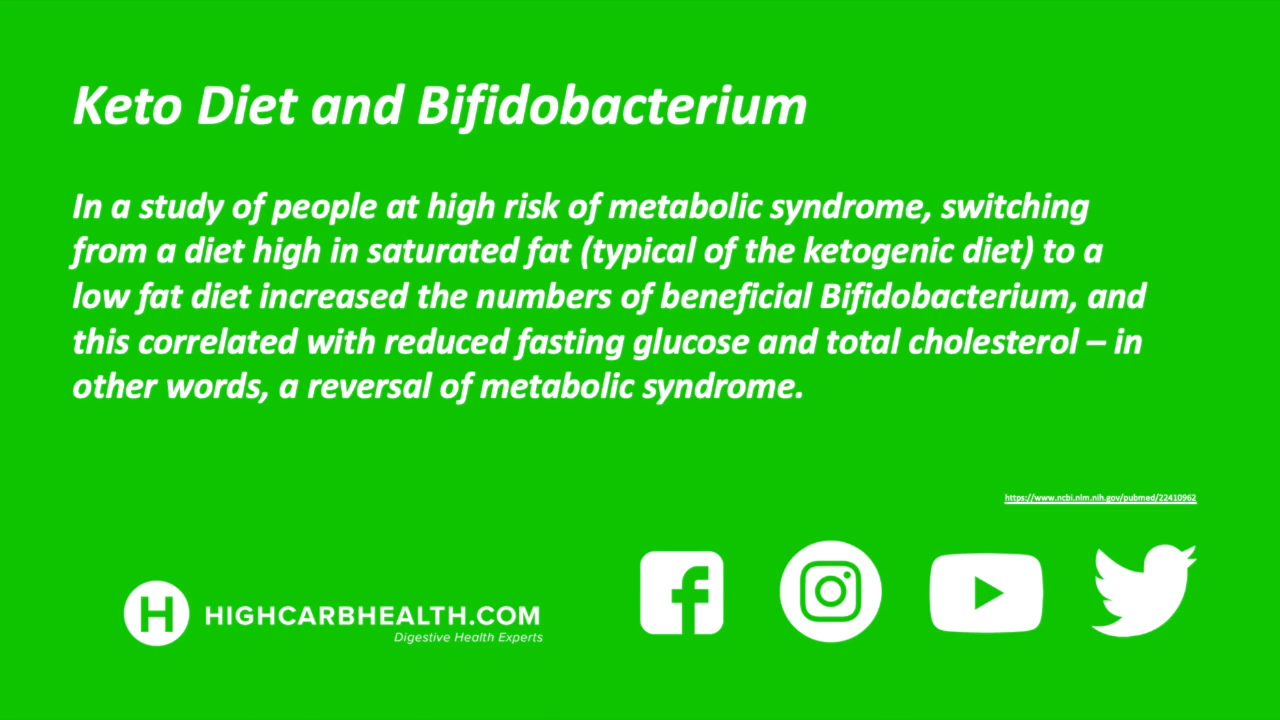 Keto Diet and Bifidobacterium
In a study of people at high risk of metabolic syndrome, switching
from a diet high in saturated fat (typical of the ketogenic diet) to a
low fat diet increased the numbers of beneficial Bifidobacterium, and
this correlated with reduced fasting glucose and total cholesterol – in
other words, a reversal of metabolic syndrome.
https://www.ncbi.nlm.nih.gov/pubmed/22410962
H HIGHCARBHEALTH.COM
Digestive Health Experts